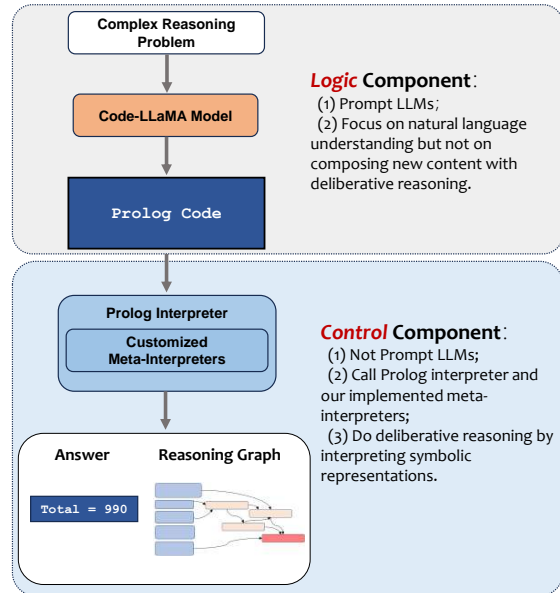 Complex Reasoning
Problem
Code-LLaMA Model
Prolog Code
Logic Component:
(1) Prompt LLMs;
(2) Focus on natural language
understanding but not on
composing new content with
deliberative reasoning.
Prolog Interpreter
Customized
Meta-Interpreters
Control Component:
(1) Not Prompt LLMs;
(2) Call Prolog interpreter and
our implemented meta-
interpreters;
(3) Do deliberative reasoning by
interpreting symbolic
representations.
Answer
Reasoning Graph
Total = 990